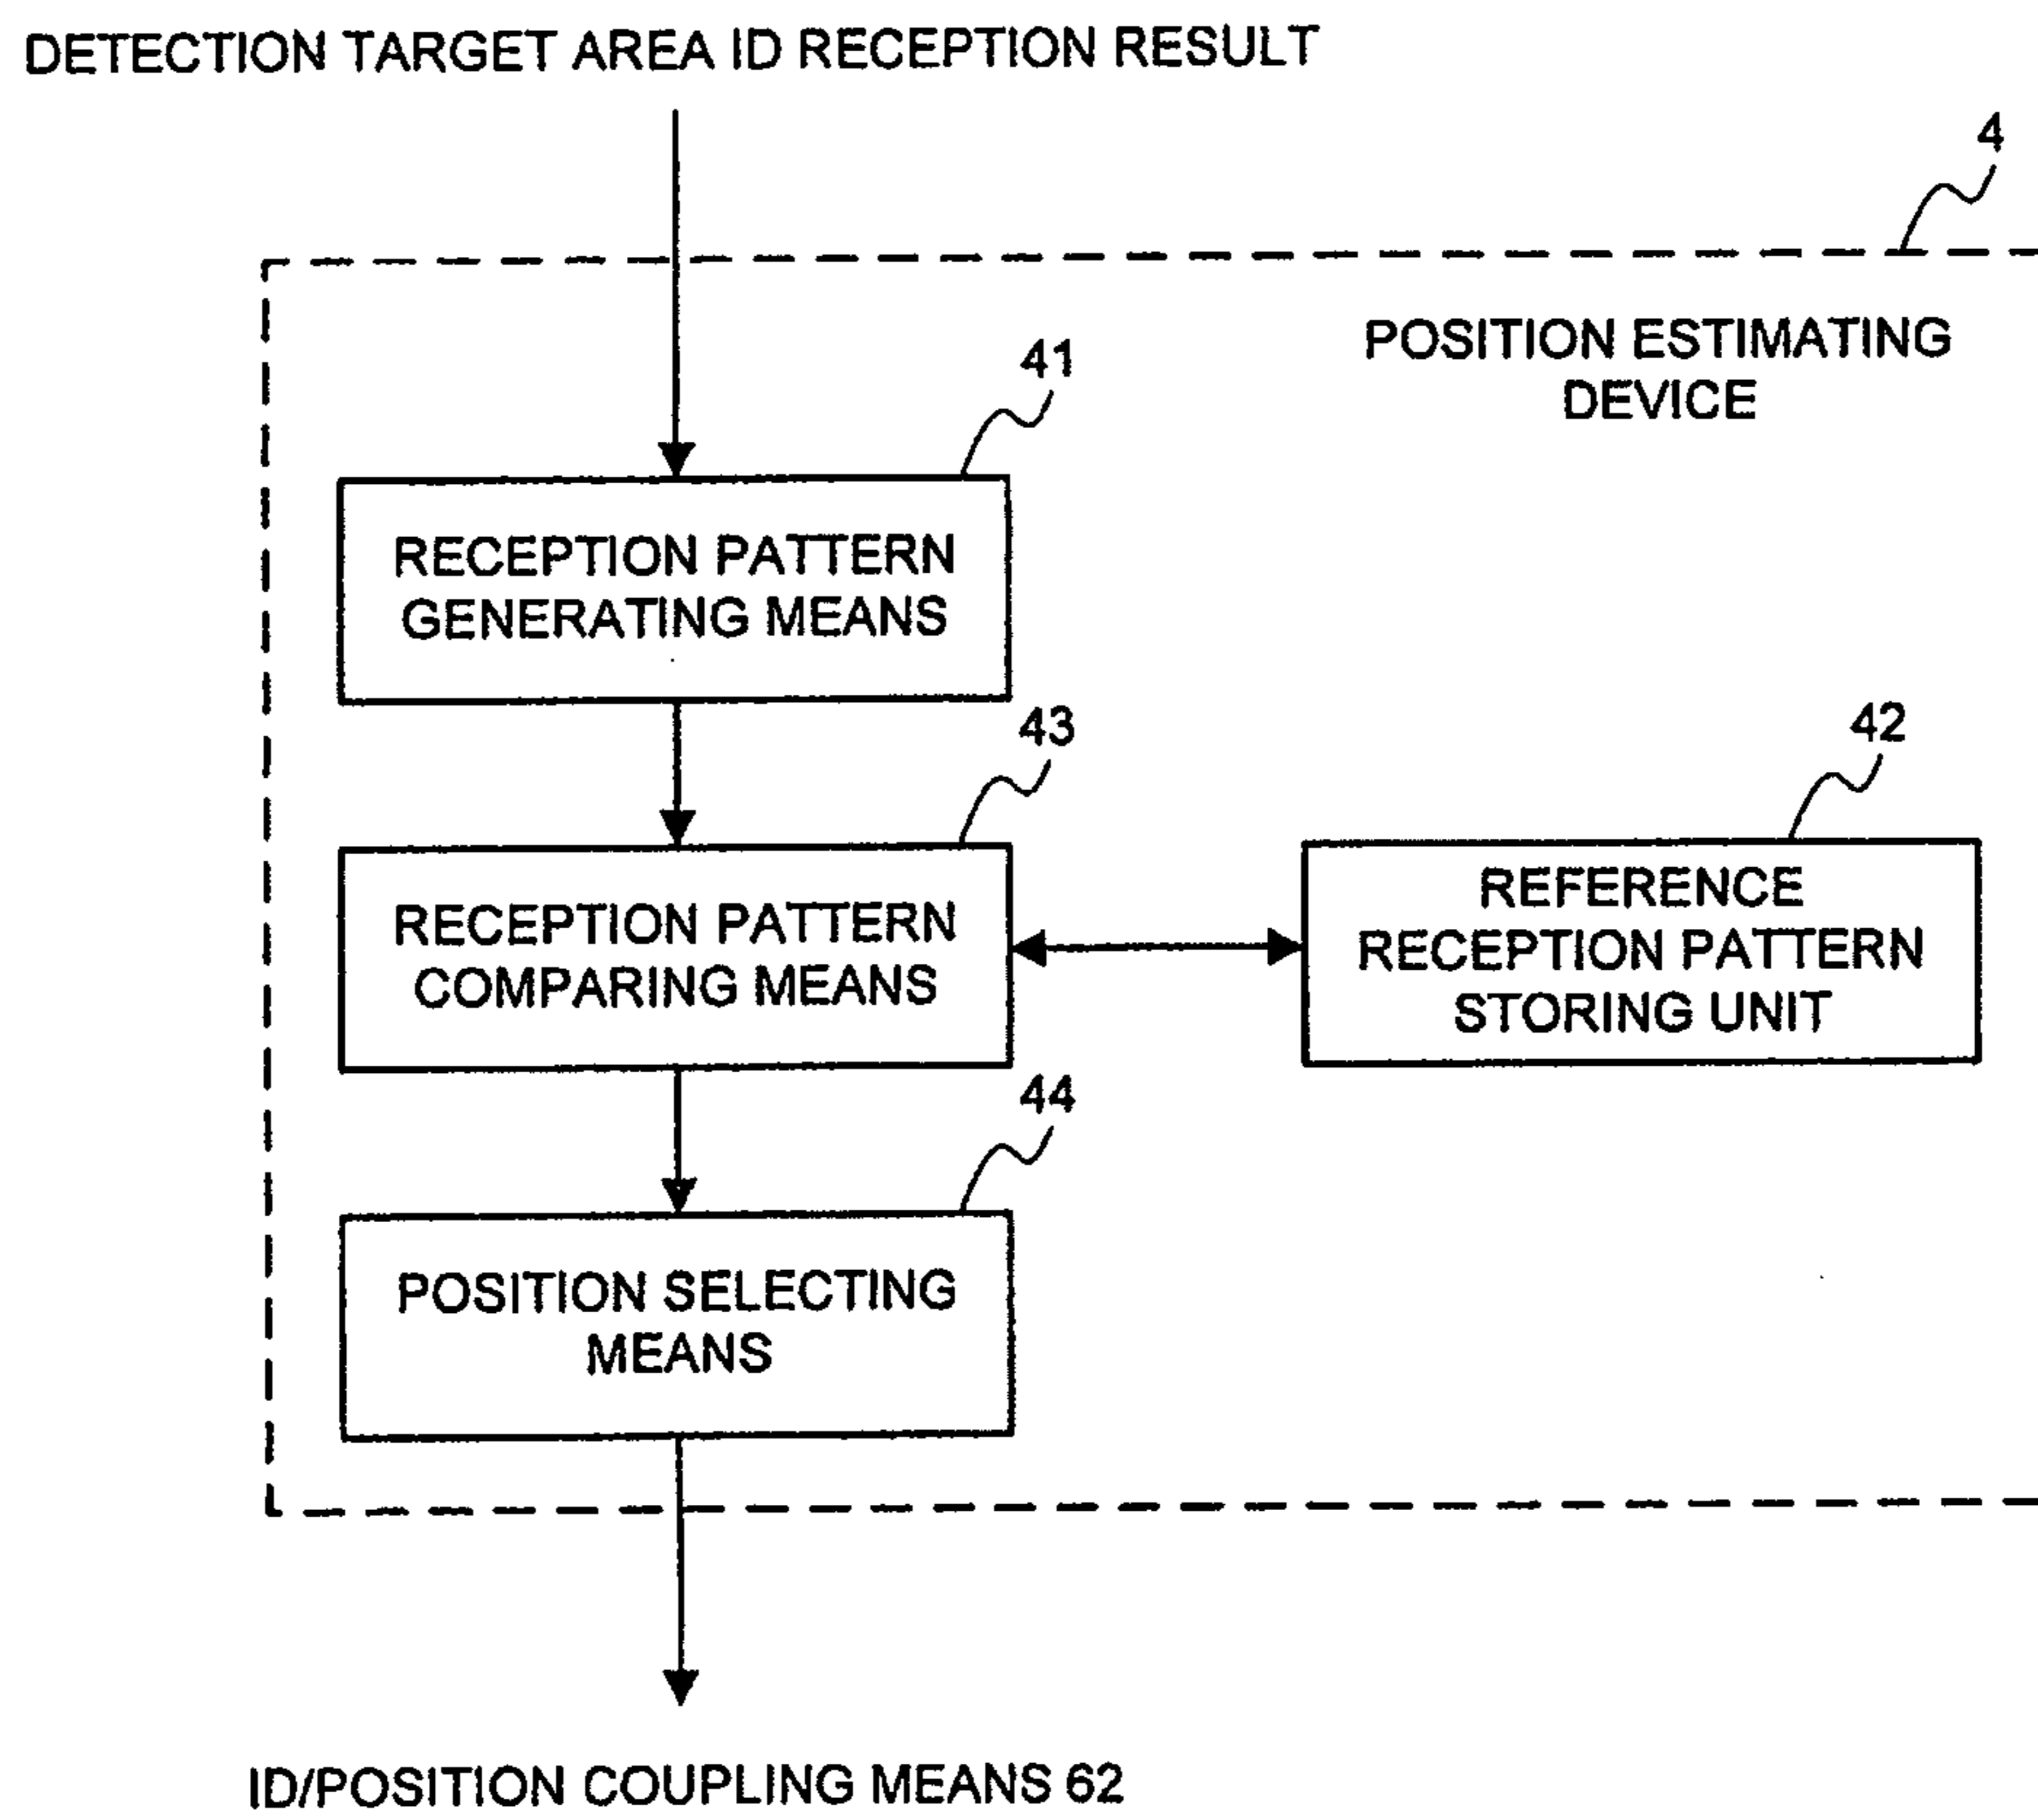 DETECTION TARGET AREA ID RECEPTION RESULT
4
POSITION ESTIMATING
DEVICE
41
RECEPTION PATTERN
GENERATING MEANS
43
RECEPTION PATTERN
COMPARING MEANS
42
REFERENCE
RECEPTION PATTERN
STORING UNIT
44
POSITION SELECTING
MEANS
ID/POSITION COUPLING MEANS 62